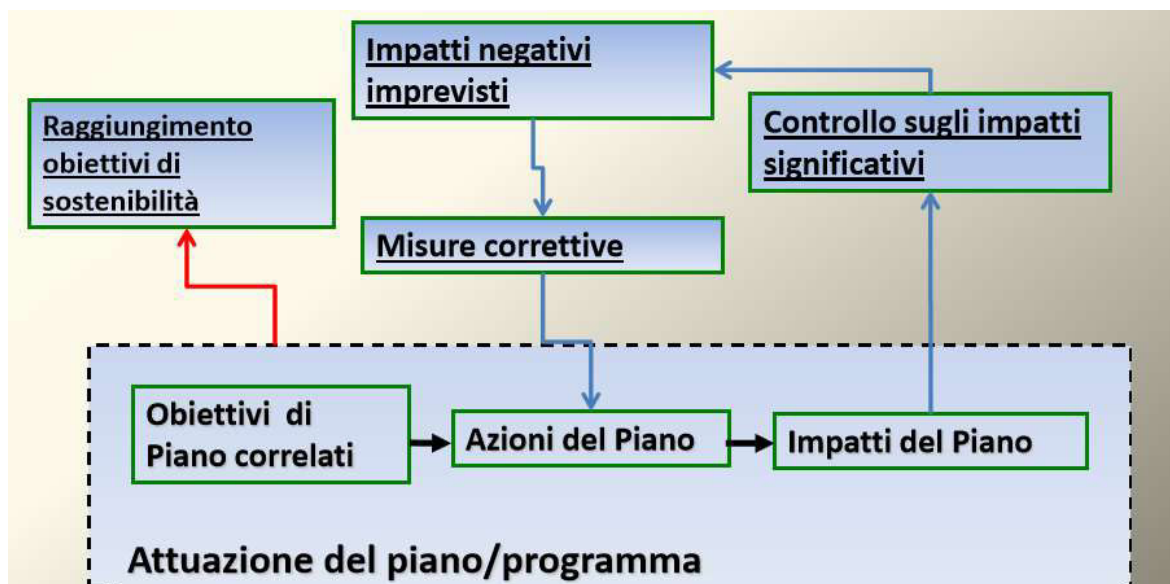 Impatti negativi
imprevisti
Raggiungimento
obiettivi di
sostenibilità
Controllo sugli impatti
significativi
Misure correttive
Obiettivi di
Piano correlati
Azioni del Piano
Impatti del Piano
Attuazione del piano/programma